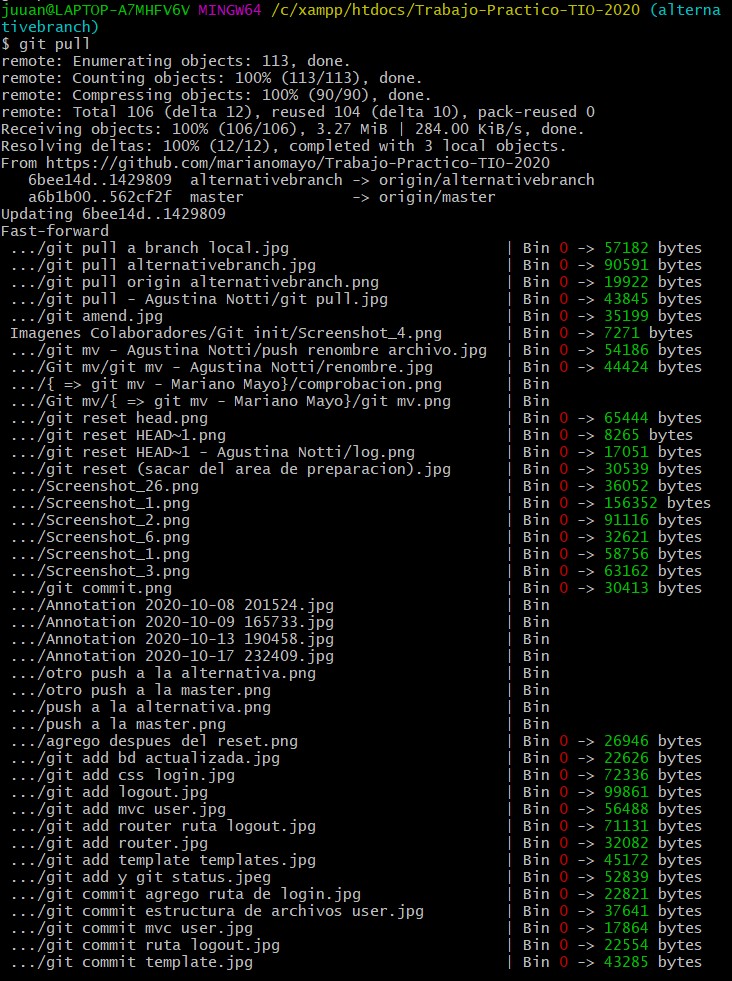 juuan@LAPTOP-A7MHFV6V MINGW64 /c/xampp/htdocs/Trabajo-Practico-TIO-2020 (alterna
tivebranch)
$ git pull
remote: Enumerating objects: 113, done.
remote: Counting objects: 100% (113/113), done.
remote: Compressing objects: 100% (90/90), done.
remote: Total 106 (delta 12), reused 104 (delta 10), pack-reused 0
Receiving objects: 100% (106/106), 3.27 MiB | 284.00 KiB/s, done.
Resolving deltas: 100% (12/12), completed with 3 local objects.
From https://github.com/marianomayo/Trabajo-Practico-TIO-2020
   6bee14d..1429809  alternativebranch -> origin/alternativebranch
   a6b1b00..562cf2f  master            -> origin/master
Updating 6bee14d..1429809
Fast-forward
 .../git pull a branch local.jpg                        | Bin 0 -> 57182 bytes
 .../git pull alternativebranch.jpg                     | Bin 0 -> 90591 bytes
 .../git pull origin alternativebranch.png              | Bin 0 -> 19922 bytes
 .../git pull - Agustina Notti/git pull.jpg             | Bin 0 -> 43845 bytes
 .../git amend.jpg                                      | Bin 0 -> 35199 bytes
 Imagenes Colaboradores/Git init/Screenshot_4.png       | Bin 0 -> 7271 bytes
 .../git mv - Agustina Notti/push renombre archivo.jpg  | Bin 0 -> 54186 bytes
 .../Git mv/git mv - Agustina Notti/renombre.jpg        | Bin 0 -> 44424 bytes
 .../{ => git mv - Mariano Mayo}/comprobacion.png       | Bin
 .../Git mv/{ => git mv - Mariano Mayo}/git mv.png      | Bin
 .../git reset head.png                                 | Bin 0 -> 65444 bytes
 .../git reset HEAD~1.png                               | Bin 0 -> 8265 bytes
 .../git reset HEAD~1 - Agustina Notti/log.png          | Bin 0 -> 17051 bytes
 .../git reset (sacar del area de preparacion).jpg      | Bin 0 -> 30539 bytes
 .../Screenshot_26.png                                  | Bin 0 -> 36052 bytes
 .../Screenshot_1.png                                   | Bin 0 -> 156352 bytes
 .../Screenshot_2.png                                   | Bin 0 -> 91116 bytes
 .../Screenshot_6.png                                   | Bin 0 -> 32621 bytes
 .../Screenshot_1.png                                   | Bin 0 -> 58756 bytes
 .../Screenshot_3.png                                   | Bin 0 -> 63162 bytes
 .../git commit.png                                     | Bin 0 -> 30413 bytes
 .../Annotation 2020-10-08 201524.jpg                   | Bin
 .../Annotation 2020-10-09 165733.jpg                   | Bin
 .../Annotation 2020-10-13 190458.jpg                   | Bin
 .../Annotation 2020-10-17 232409.jpg                   | Bin
 .../otro push a la alternativa.png                     | Bin
 .../otro push a la master.png                          | Bin
 .../push a la alternativa.png                          | Bin
 .../push a la master.png                               | Bin
 .../agrego despues del reset.png                       | Bin 0 -> 26946 bytes
 .../git add bd actualizada.jpg                         | Bin 0 -> 22626 bytes
 .../git add css login.jpg                              | Bin 0 -> 72336 bytes
 .../git add logout.jpg                                 | Bin 0 -> 99861 bytes
 .../git add mvc user.jpg                               | Bin 0 -> 56488 bytes
 .../git add router ruta logout.jpg                     | Bin 0 -> 71131 bytes
 .../git add router.jpg                                 | Bin 0 -> 32082 bytes
 .../git add template templates.jpg                     | Bin 0 -> 45172 bytes
 .../git add y git status.jpeg                          | Bin 0 -> 52839 bytes
 .../git commit agrego ruta de login.jpg                | Bin 0 -> 22821 bytes
 .../git commit estructura de archivos user.jpg         | Bin 0 -> 37641 bytes
 .../git commit mvc user.jpg                            | Bin 0 -> 17864 bytes
 .../git commit ruta logout.jpg                         | Bin 0 -> 22554 bytes
 .../git commit template.jpg                            | Bin 0 -> 43285 bytes